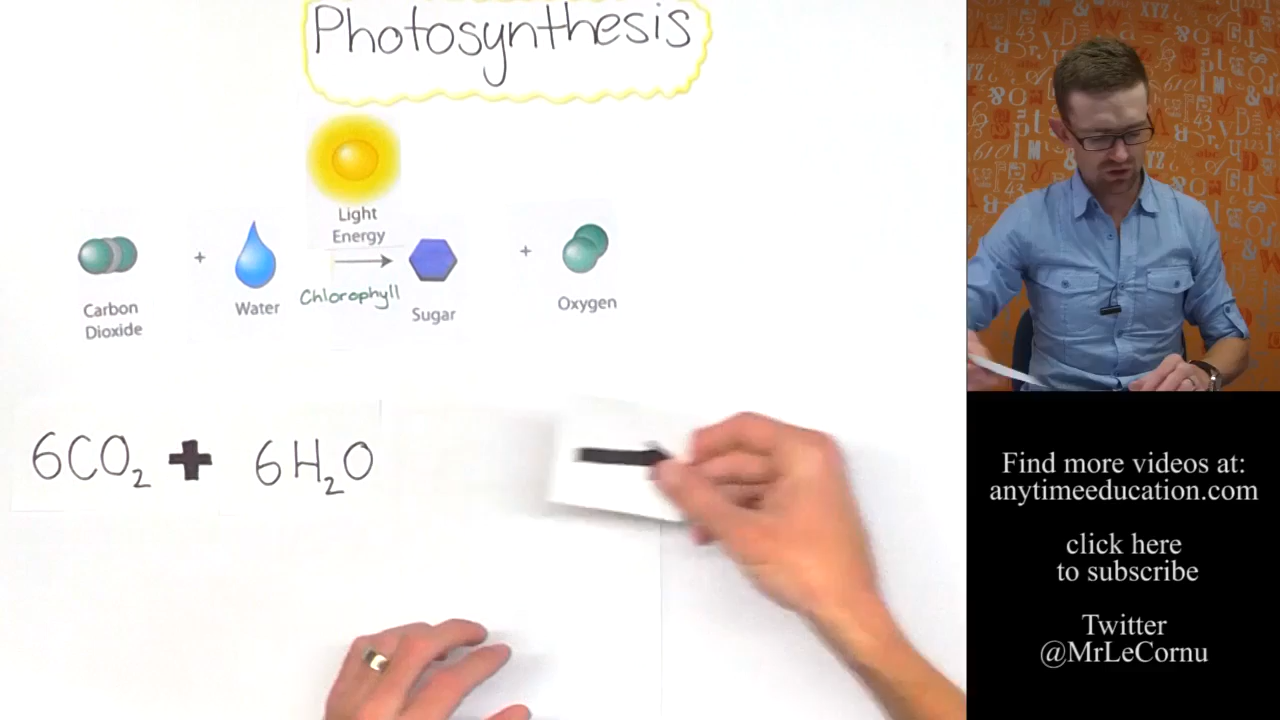 Photosynthesis
Light
Energy
+
+
Chlorophyll
Carbon
Dioxide
Water
Sugar
Oxygen
6CO₂ + 6H₂O
Find more videos at:
anytimeeducation.com
click here
to subscribe
Twitter
@MrLeCornu